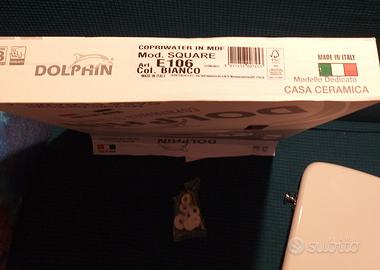 COPRIWATER IN MDF
Mod. SQUARE
DOLPHIN
Art. E106
Col. BIANCO
MADE IN ITALY
MADE IN ITALY
Modello Dedicato
CASA CERAMICA
DOLPHIN
subito